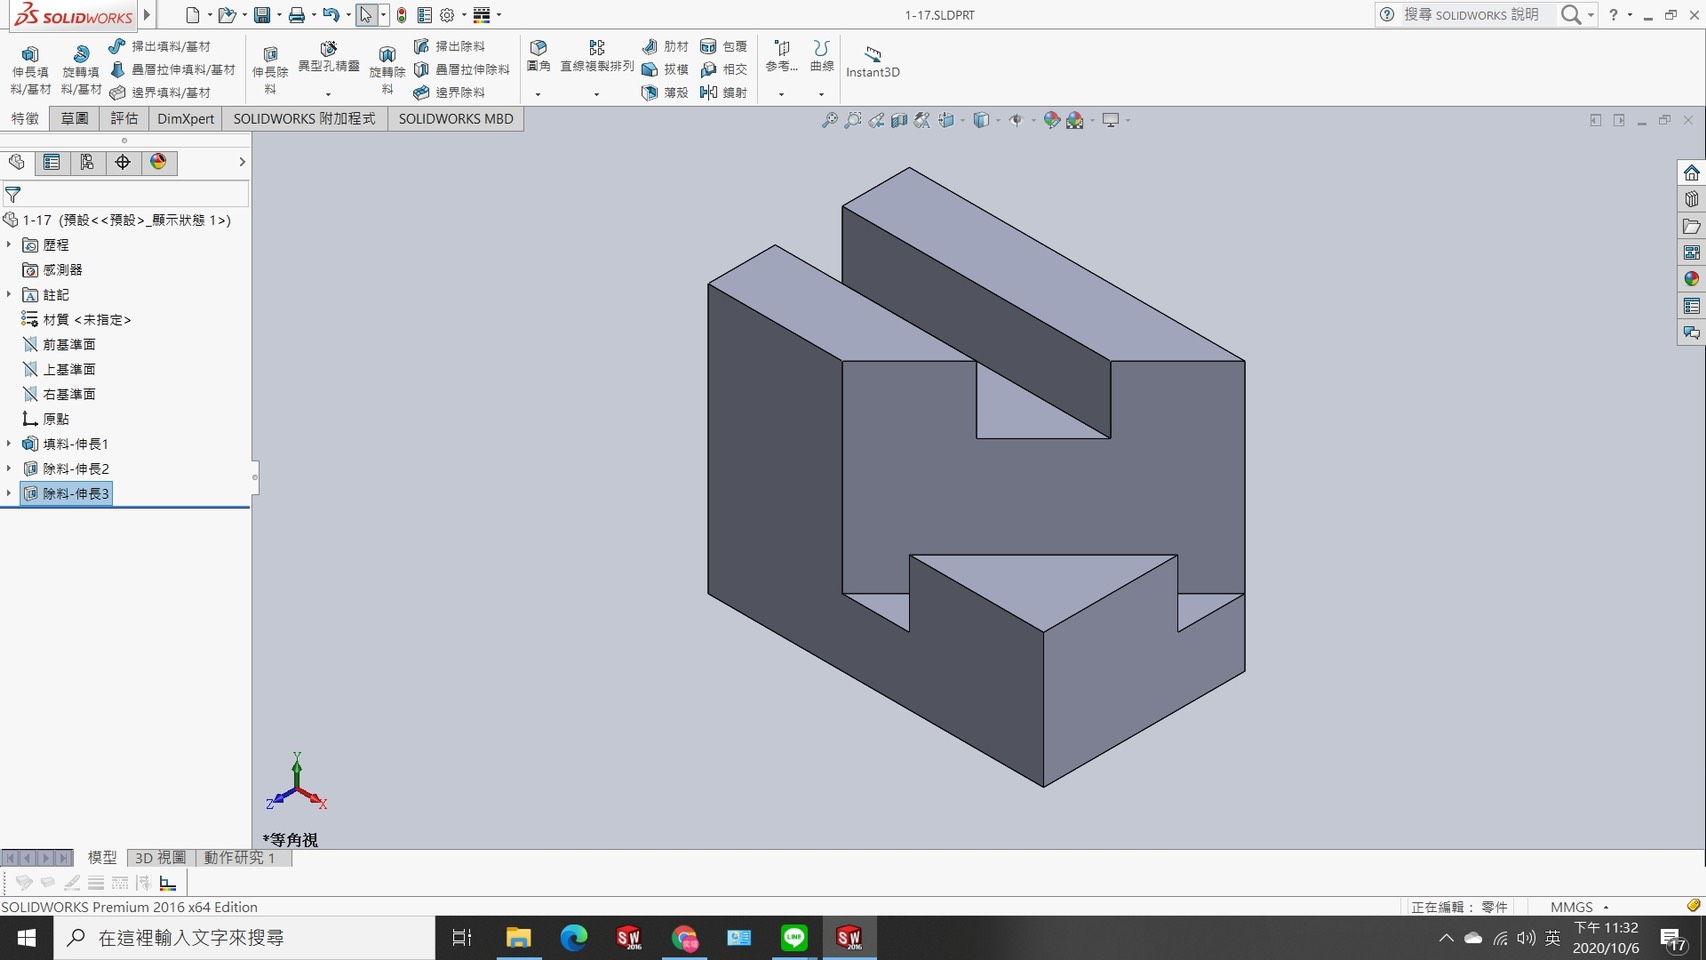 SOLIDWORKS
1-17.SLDPRT
搜尋 SOLIDWORKS 說明
伸長填料/基材
旋轉填料/基材
掃出填料/基材
疊層拉伸填料/基材
邊界填料/基材
伸長除料
異型孔精靈
旋轉除料
掃出除料
疊層拉伸除料
邊界除料
圓角
直線複製排列
肋材
拔模
薄殼
包覆
相交
鏡射
參考...
曲線
Instant3D
特徵 草圖 評估 DimXpert SOLIDWORKS 附加程式 SOLIDWORKS MBD
1-17 (預設<<預設>_顯示狀態 1>)
歷程
感測器
註記
材質 <未指定>
前基準面
上基準面
右基準面
原點
填料-伸長1
除料-伸長2
除料-伸長3
Y
Z
X
*等角視
模型 3D 視圖 動作研究 1
SOLIDWORKS Premium 2016 x64 Edition
正在編輯： 零件
MMGS
在這裡輸入文字來搜尋
SW 2016
LINE
SW 2016
英
下午 11:32
2020/10/6
17